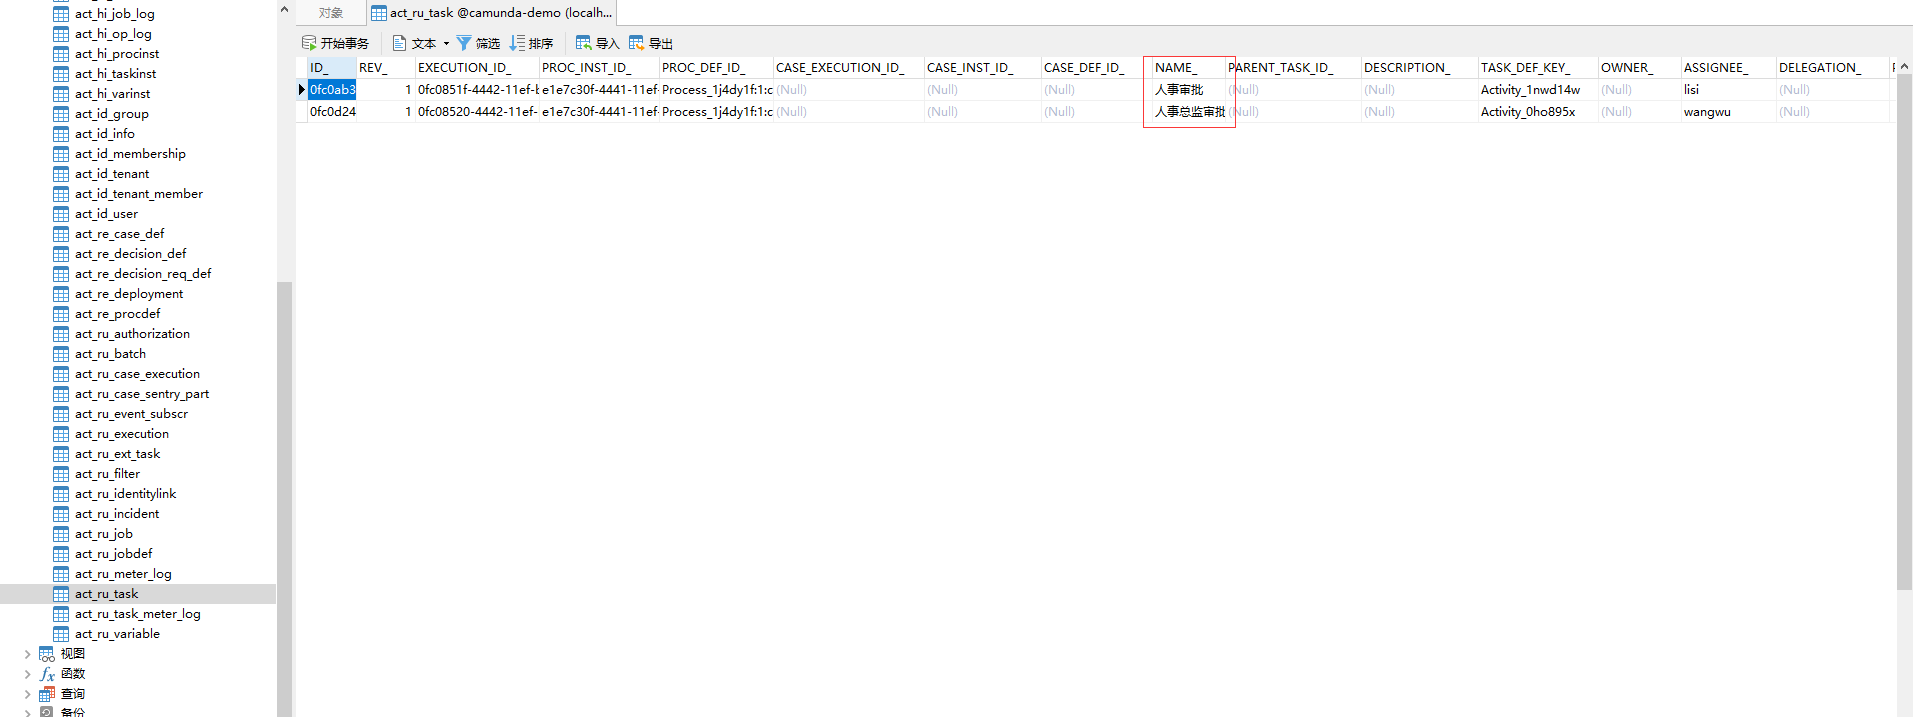 act_hi_job_log
act_hi_op_log
act_hi_procinst
act_hi_taskinst
act_hi_varinst
act_id_group
act_id_info
act_id_membership
act_id_tenant
act_id_tenant_member
act_id_user
act_re_case_def
act_re_decision_def
act_re_decision_req_def
act_re_deployment
act_re_procdef
act_ru_authorization
act_ru_batch
act_ru_case_execution
act_ru_case_sentry_part
act_ru_event_subscr
act_ru_execution
act_ru_ext_task
act_ru_filter
act_ru_identitylink
act_ru_incident
act_ru_job
act_ru_jobdef
act_ru_meter_log
act_ru_task
act_ru_task_meter_log
act_ru_variable
视图
fx 函数
查询
备份
对象 act_ru_task @camunda-demo (localh...
开始事务 文本 筛选 排序 导入 导出
ID_ REV_ EXECUTION_ID_ PROC_INST_ID_ PROC_DEF_ID_ CASE_EXECUTION_ID_ CASE_INST_ID_ CASE_DEF_ID_ NAME_ PARENT_TASK_ID_ DESCRIPTION_ TASK_DEF_KEY_ OWNER_ ASSIGNEE_ DELEGATION_
0fc0ab3 1 0fc0851f-4442-11ef-b e1e7c30f-4441-11ef- Process_1j4dy1f:1:c (Null) (Null) (Null) 人事审批 (Null) (Null) Activity_1nwd14w (Null) lisi (Null)
0fc0d24 1 0fc08520-4442-11ef- e1e7c30f-4441-11ef- Process_1j4dy1f:1:c (Null) (Null) (Null) 人事总监审批 (Null) (Null) Activity_0ho895x (Null) wangwu (Null)